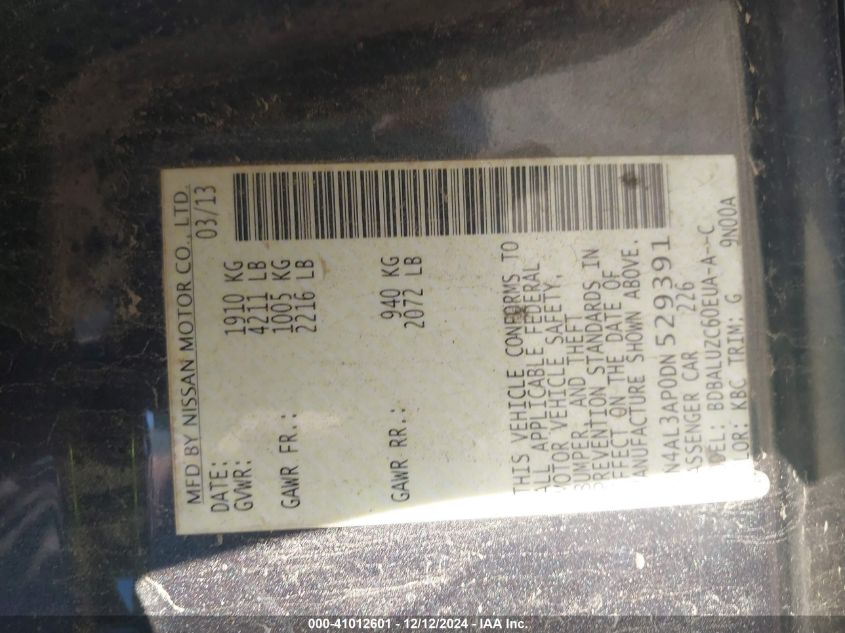 MFD BY NISSAN MOTOR CO., LTD.
DATE: 03/13
GVWR: 1910 KG
4211 LB
GAWR FR.: 1005 KG
2216 LB
GAWR RR.: 940 KG
2072 LB
THIS VEHICLE CONFORMS TO
ALL APPLICABLE FEDERAL
MOTOR VEHICLE SAFETY,
BUMPER, AND THEFT
PREVENTION STANDARDS IN
EFFECT ON THE DATE OF
MANUFACTURE SHOWN ABOVE.
N4AL3AP0DN529391
PASSENGER CAR 226
MODEL: BDBALUZC60EUA-A--C
COLOR: KBC TRIM: G 9N00A
000-41012601 - 12/12/2024 - IAA Inc.